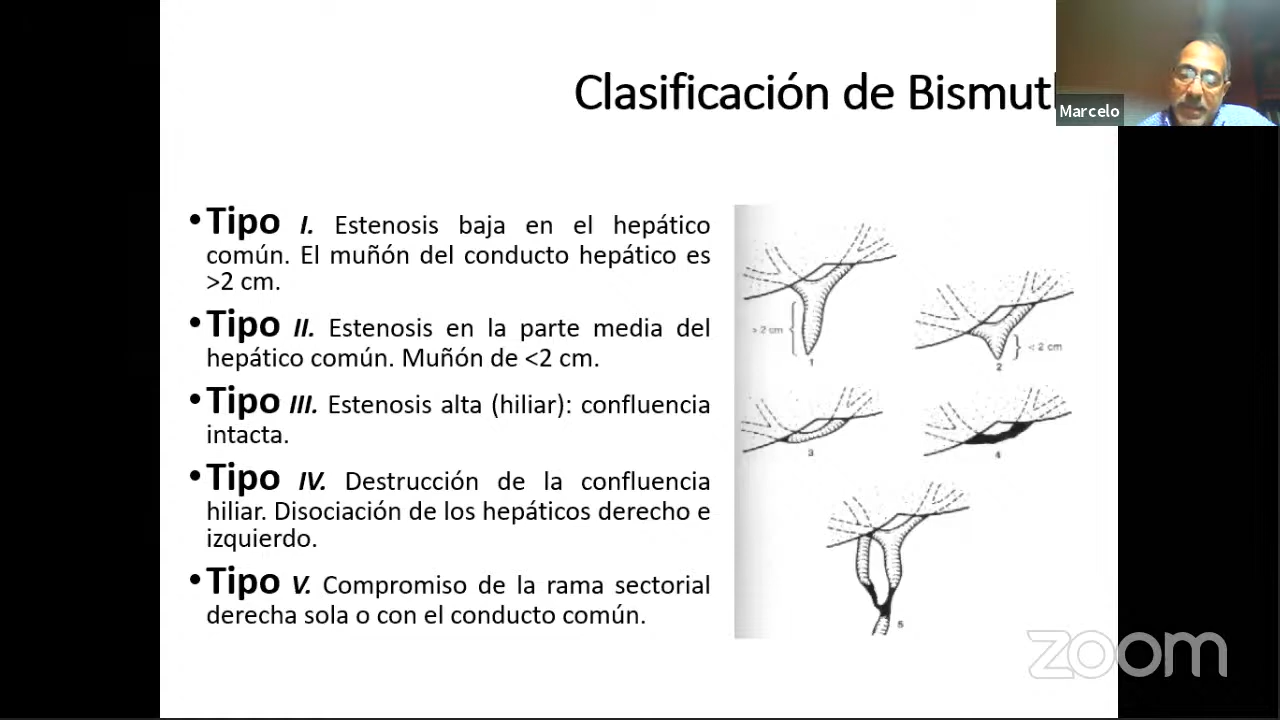 Clasificación de Bismut
Marcelo
•Tipo I. Estenosis baja en el hepático
común. El muñón del conducto hepático es
>2 cm.
•Tipo II. Estenosis en la parte media del
hepático común. Muñón de <2 cm.
•Tipo III. Estenosis alta (hiliar): confluencia
intacta.
•Tipo IV. Destrucción de la confluencia
hiliar. Disociación de los hepáticos derecho e
izquierdo.
•Tipo V. Compromiso de la rama sectorial
derecha sola o con el conducto común.
> 2 cm
1
< 2 cm
2
3
4
5
zoom